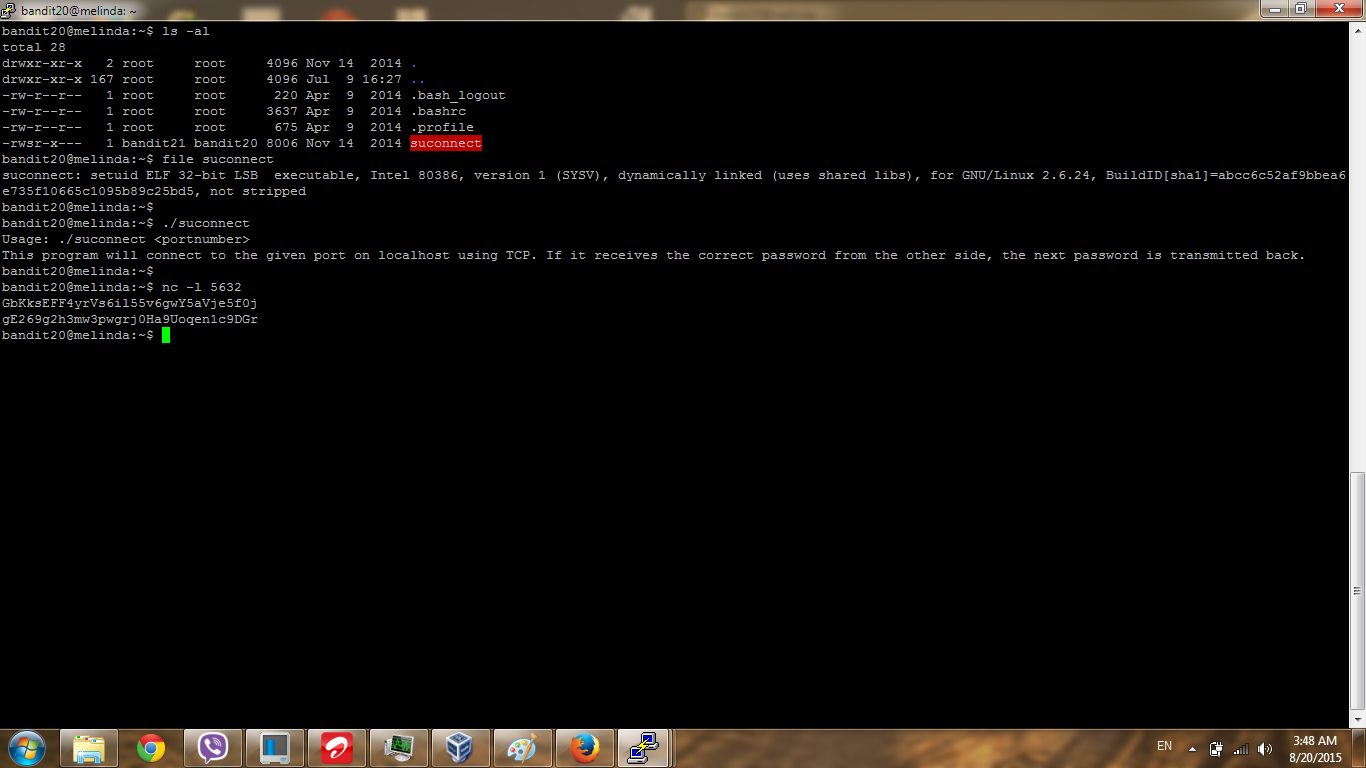 bandit20@melinda: ~
bandit20@melinda:~$ ls -al
total 28
drwxr-xr-x   2 root     root     4096 Nov 14  2014 .
drwxr-xr-x 167 root     root     4096 Jul  9 16:27 ..
-rw-r--r--   1 root     root      220 Apr  9  2014 .bash_logout
-rw-r--r--   1 root     root     3637 Apr  9  2014 .bashrc
-rw-r--r--   1 root     root      675 Apr  9  2014 .profile
-rwsr-x---   1 bandit21 bandit20 8006 Nov 14  2014 suconnect
bandit20@melinda:~$ file suconnect
suconnect: setuid ELF 32-bit LSB  executable, Intel 80386, version 1 (SYSV), dynamically linked (uses shared libs), for GNU/Linux 2.6.24, BuildID[sha1]=abcc6c52af9bbea6
e735f10665c1095b89c25bd5, not stripped
bandit20@melinda:~$
bandit20@melinda:~$ ./suconnect
Usage: ./suconnect <portnumber>
This program will connect to the given port on localhost using TCP. If it receives the correct password from the other side, the next password is transmitted back.
bandit20@melinda:~$
bandit20@melinda:~$ nc -l 5632
GbKksEFF4yrVs6il55v6gwY5aVje5f0j
gE269g2h3mw3pwgrj0Ha9Uoqen1c9DGr
bandit20@melinda:~$
EN
3:48 AM
8/20/2015